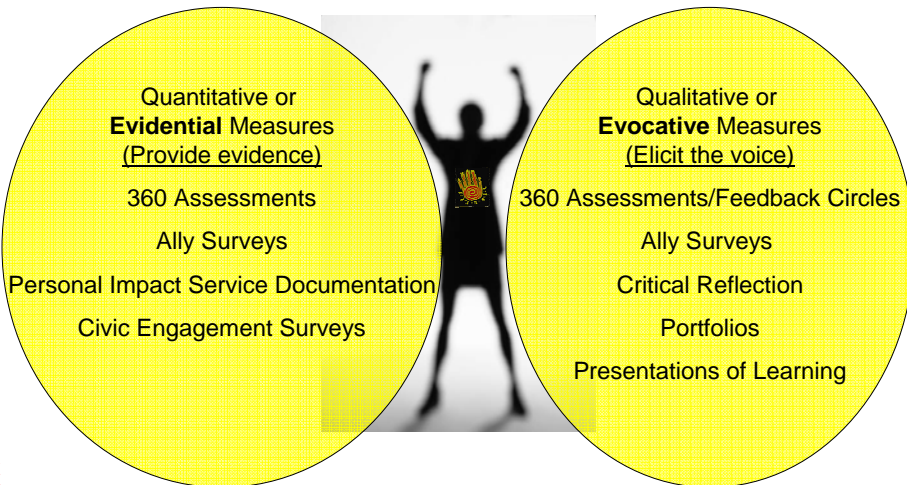 Quantitative or
Evidential Measures
(Provide evidence)
360 Assessments
Ally Surveys
Personal Impact Service Documentation
Civic Engagement Surveys
Qualitative or
Evocative Measures
(Elicit the voice)
360 Assessments/Feedback Circles
Ally Surveys
Critical Reflection
Portfolios
Presentations of Learning